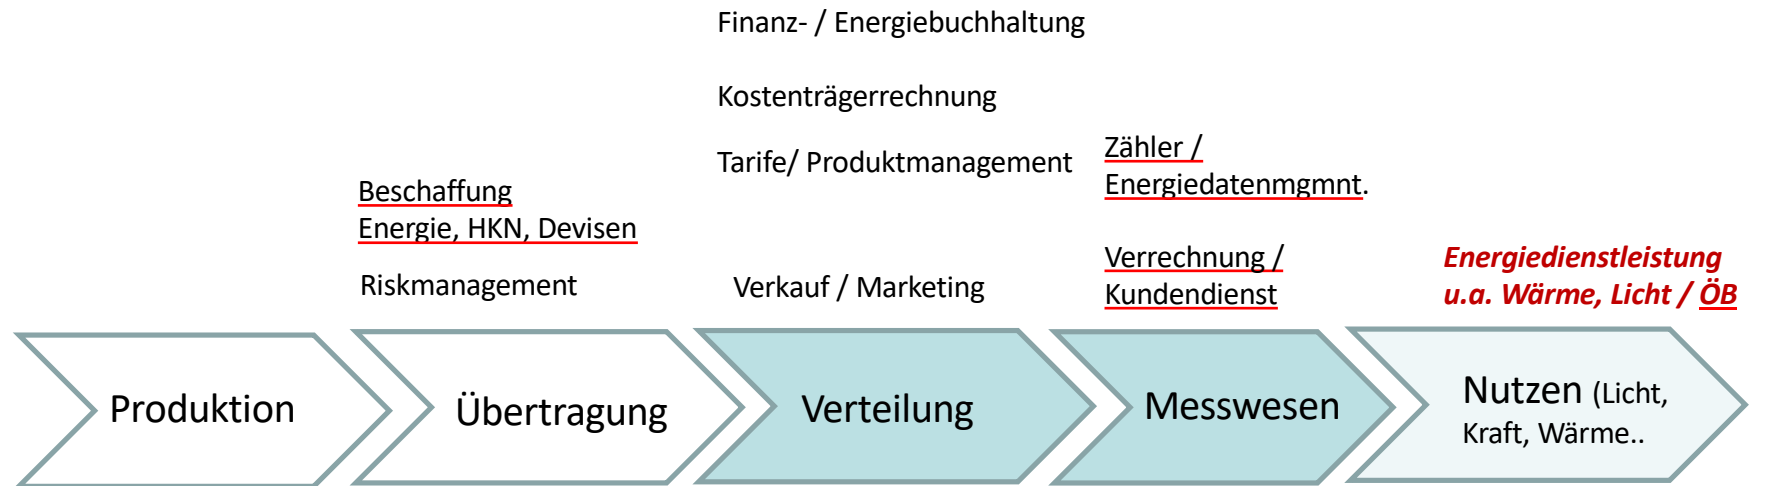 Finanz- / Energiebuchhaltung
Kostenträgerrechnung
Tarife/ Produktmanagement
Zähler /
Energiedatenmgmnt.
Beschaffung
Energie, HKN, Devisen
Riskmanagement
Verkauf / Marketing
Verrechnung /
Kundendienst
Energiedienstleistung
u.a. Wärme, Licht / ÖB
Produktion
Übertragung
Verteilung
Messwesen
Nutzen (Licht,
Kraft, Wärme..